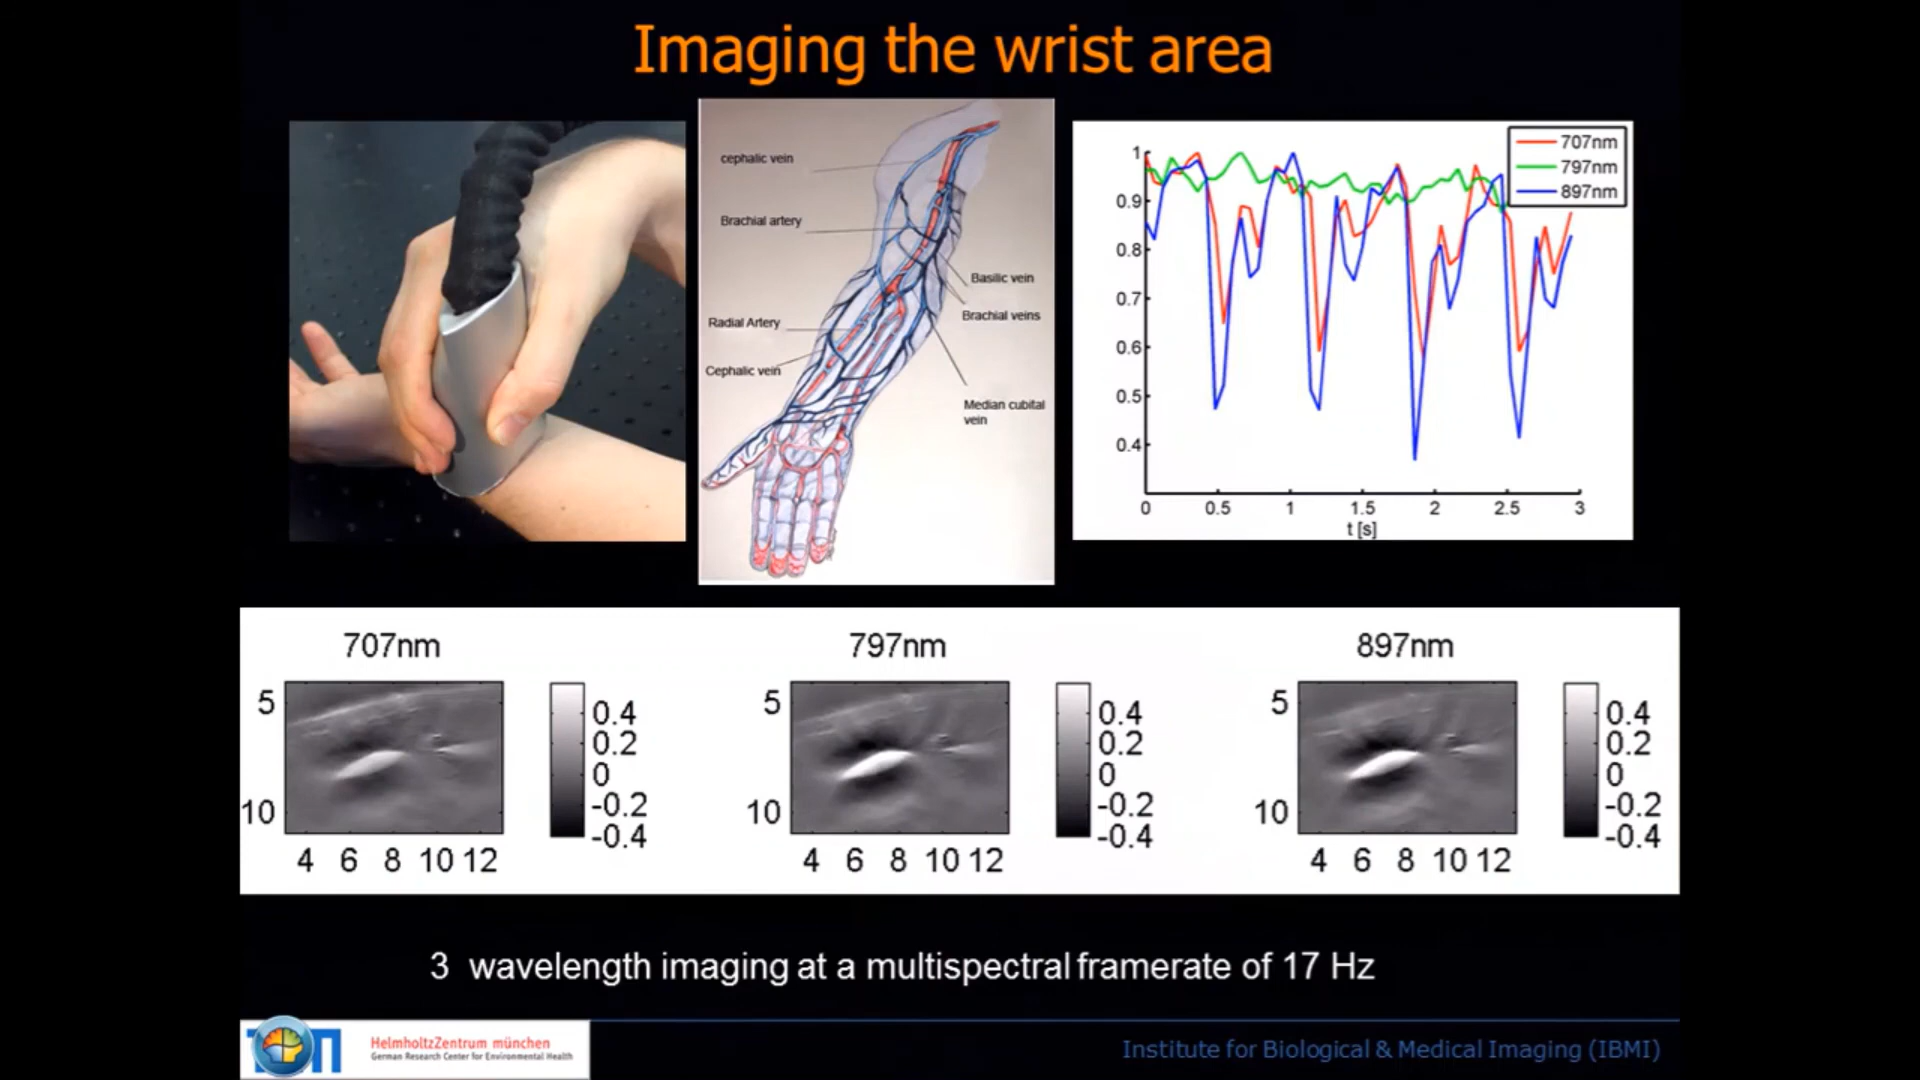 Imaging the wrist area
cephalic vein
Brachial artery
Basilic vein
Brachial veins
Radial Artery
Cephalic vein
Median cubital
vein
707nm
797nm
897nm
1
0.9
0.8
0.7
0.6
0.5
0.4
0 0.5 1 1.5 2 2.5 3
t [s]
707nm
5
10
4 6 8 10 12
0.4
0.2
0
-0.2
-0.4
797nm
5
10
4 6 8 10 12
0.4
0.2
0
-0.2
-0.4
897nm
5
10
4 6 8 10 12
0.4
0.2
0
-0.2
-0.4
3 wavelength imaging at a multispectral framerate of 17 Hz
HelmholtzZentrum münchen
German Research Center for Environmental Health
Institute for Biological & Medical Imaging (IBMI)